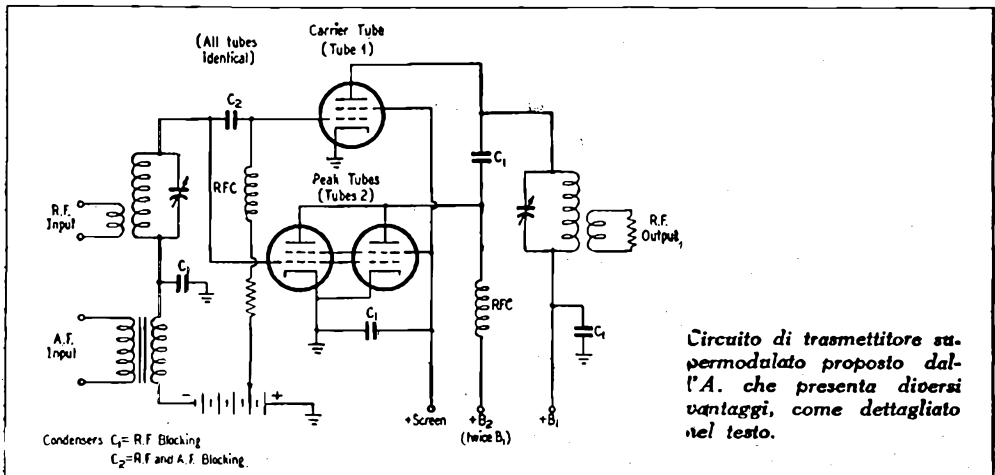 (All tubes
identical)
Carrier Tube
(Tube 1)
C2
C1
RFC
Peak Tubes
(Tubes 2)
R.F.
Input
R.F.
Output,
C1
RFC
C1
C1
A.F.
Input
- +
+Screen
+B2
(twice B1)
+B1
Condensers C1= R.F Blocking
C2=R.F and A.F. Blocking
Circuito di trasmettitore su-
permodulato proposto dal-
l'A. che presenta diversi
vantaggi, come dettagliato
nel testo.